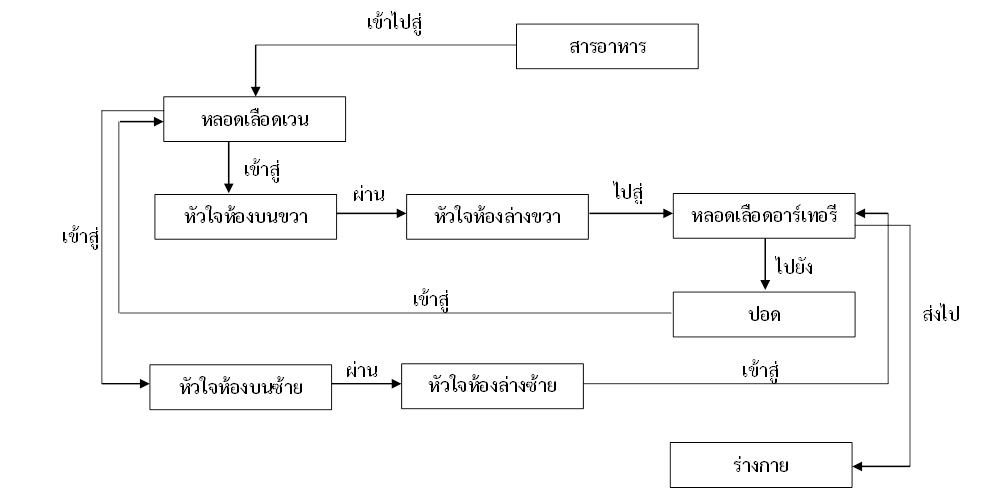 เข้าไปสู่
สารอาหาร
หลอดเลือดเวน
เข้าสู่
ผ่าน
ไปสู่
หัวใจห้องบนขวา
หัวใจห้องล่างขวา
หลอดเลือดอาร์เทอรี
เข้าสู่
ไปยัง
เข้าสู่
ปอด
ส่งไป
ผ่าน
เข้าสู่
หัวใจห้องบนซ้าย
หัวใจห้องล่างซ้าย
ร่างกาย